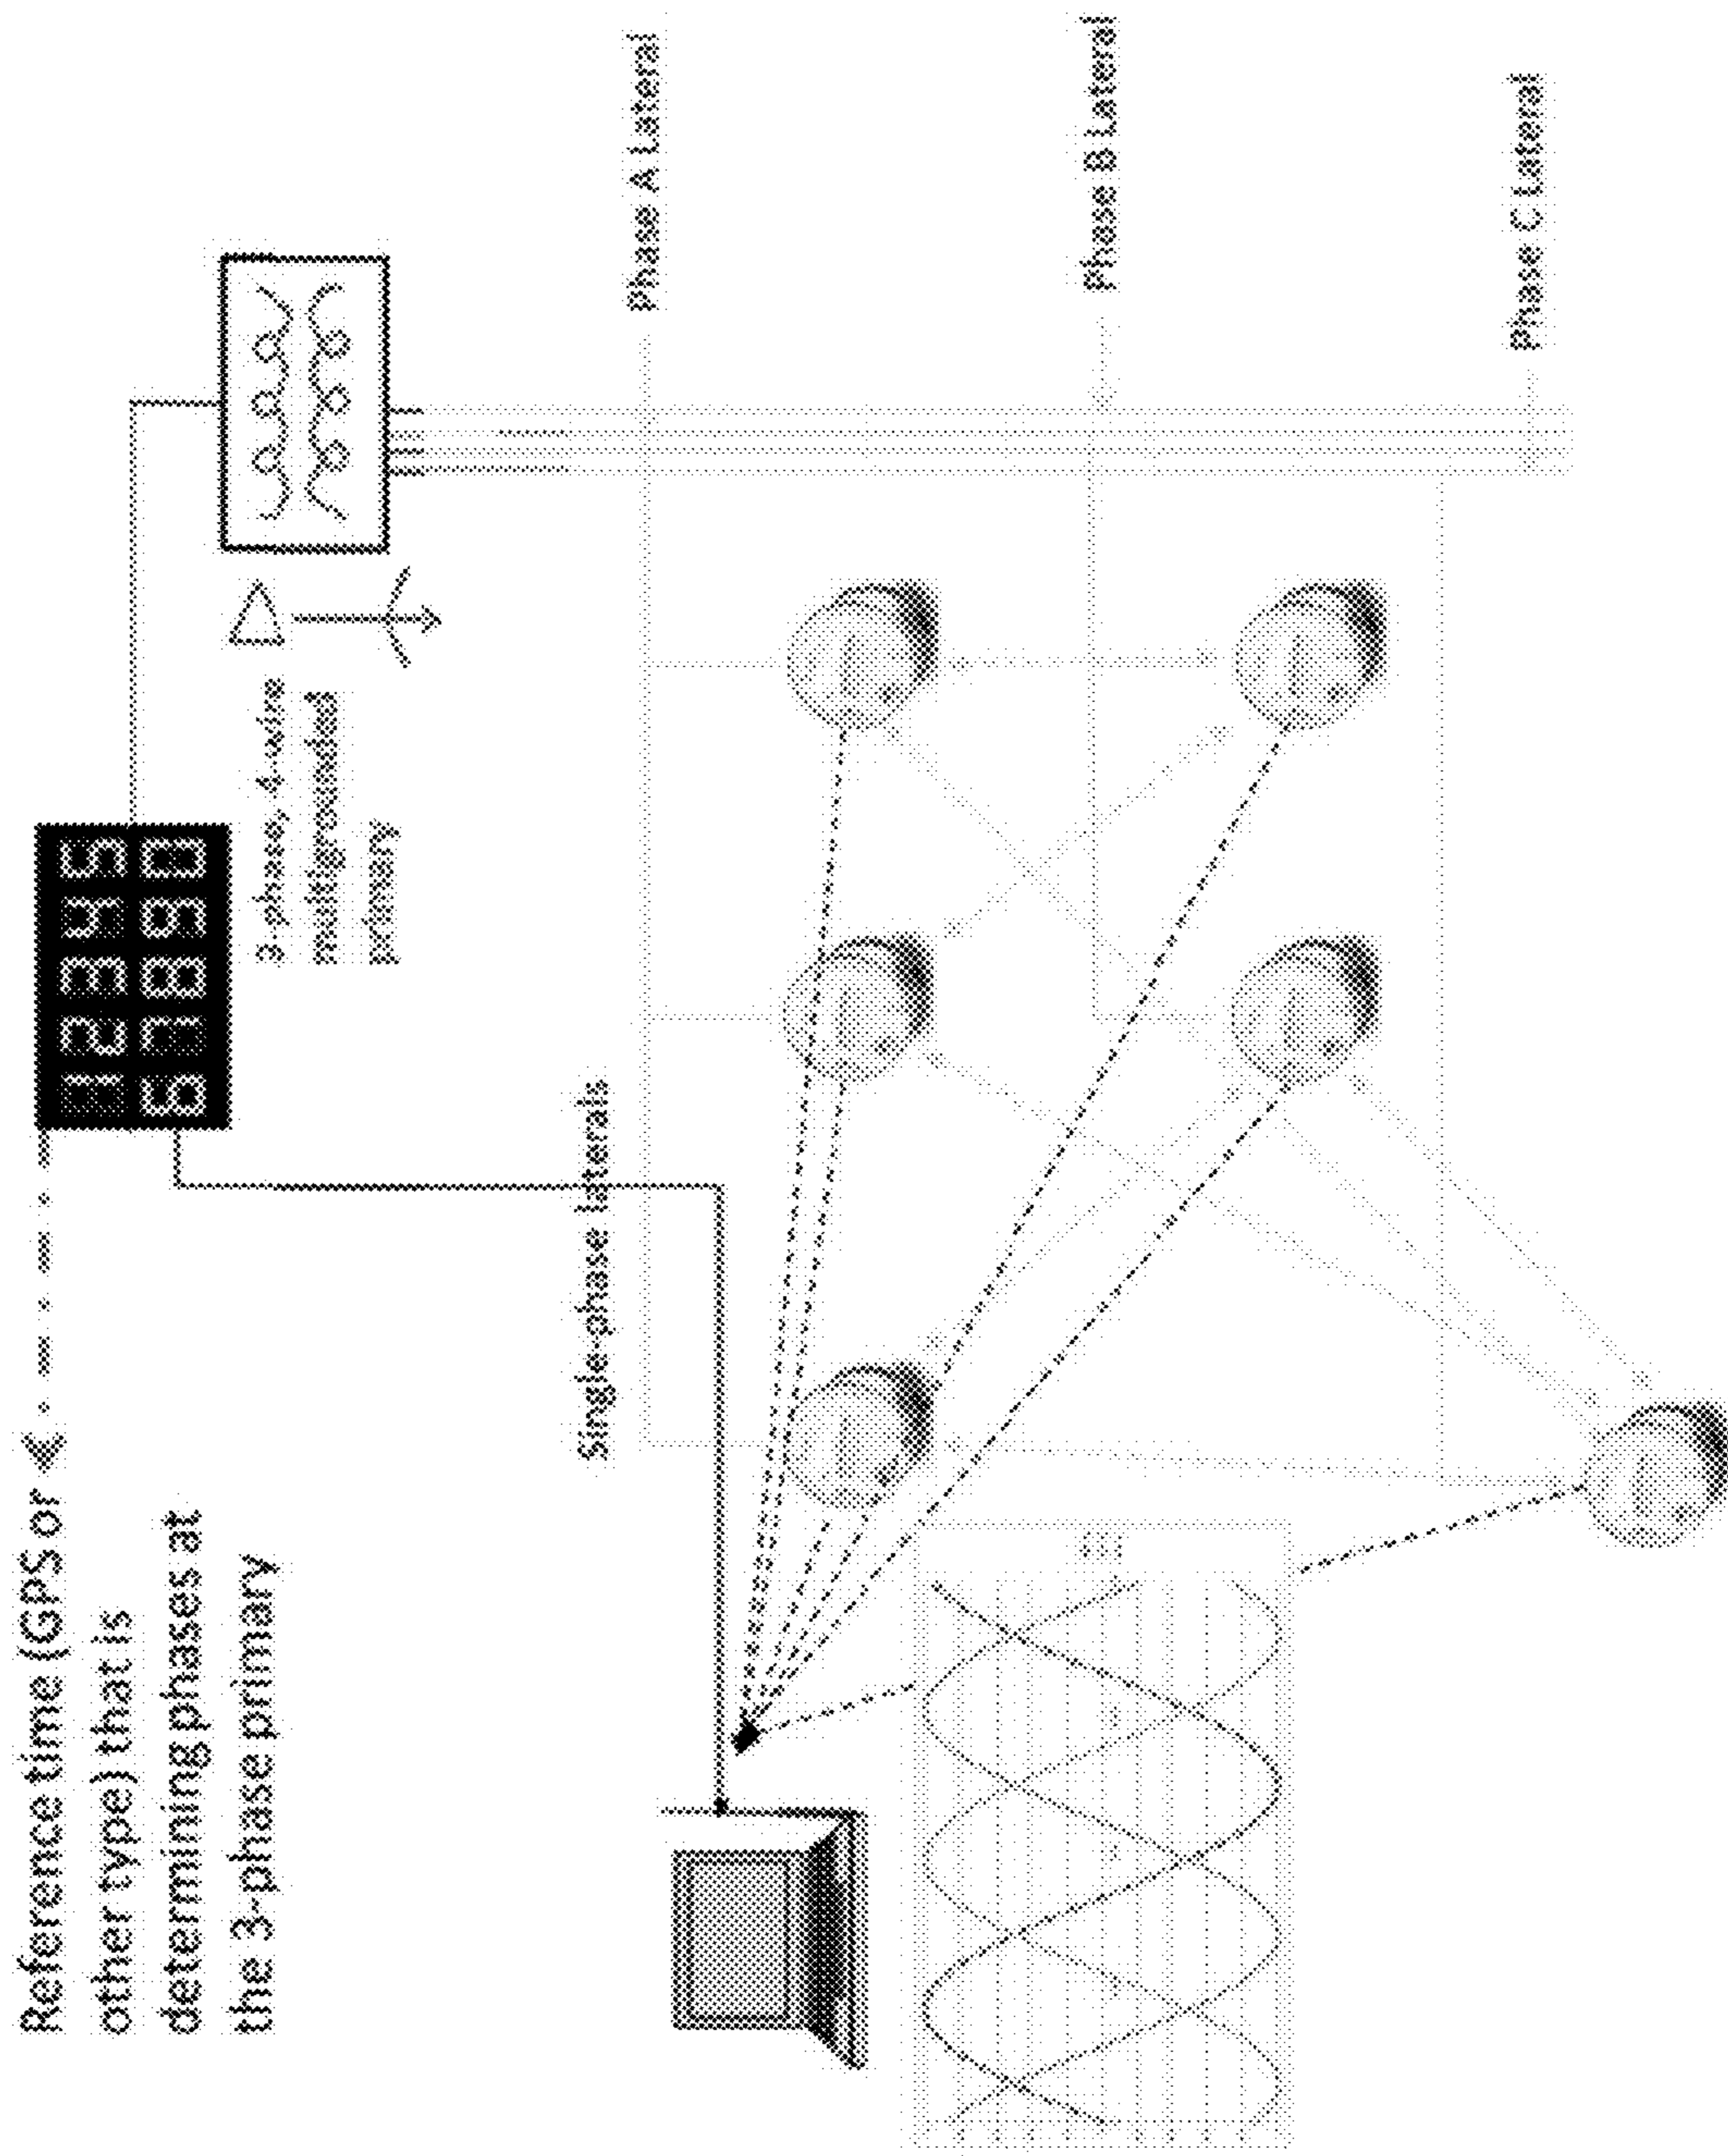 Reference time (GPS or
other type) that is
determining phases at
the 3-phase primary
12345
67890
3-phase, 4-wire
multigrounded
primary
Single-phase laterals
Phase A Lateral
Phase B Lateral
Phase C Lateral